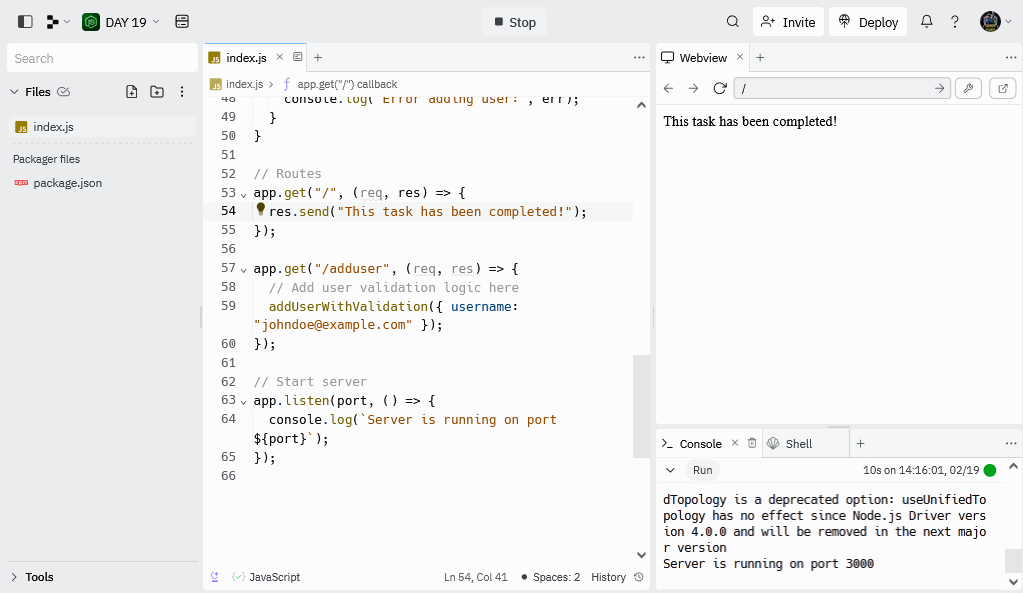 DAY 19
Stop
Invite
Deploy
Search
Files
index.js
Packager files
package.json
Tools
index.js
index.js > app.get("/") callback
48 console.log("Error adding user:", err);
49 }
50 }
51
52 // Routes
53 app.get("/", (req, res) => {
54 res.send("This task has been completed!");
55 });
56
57 app.get("/adduser", (req, res) => {
58 // Add user validation logic here
59 addUserWithValidation({ username:
"johndoe@example.com" });
60 });
61
62 // Start server
63 app.listen(port, () => {
64 console.log(`Server is running on port
${port}`);
65 });
66
JavaScript
Ln 54, Col 41
Spaces: 2
History
Webview
/
This task has been completed!
Console
Shell
Run
10s on 14:16:01, 02/19
dTopology is a deprecated option: useUnifiedTo
pology has no effect since Node.js Driver vers
ion 4.0.0 and will be removed in the next majo
r version
Server is running on port 3000